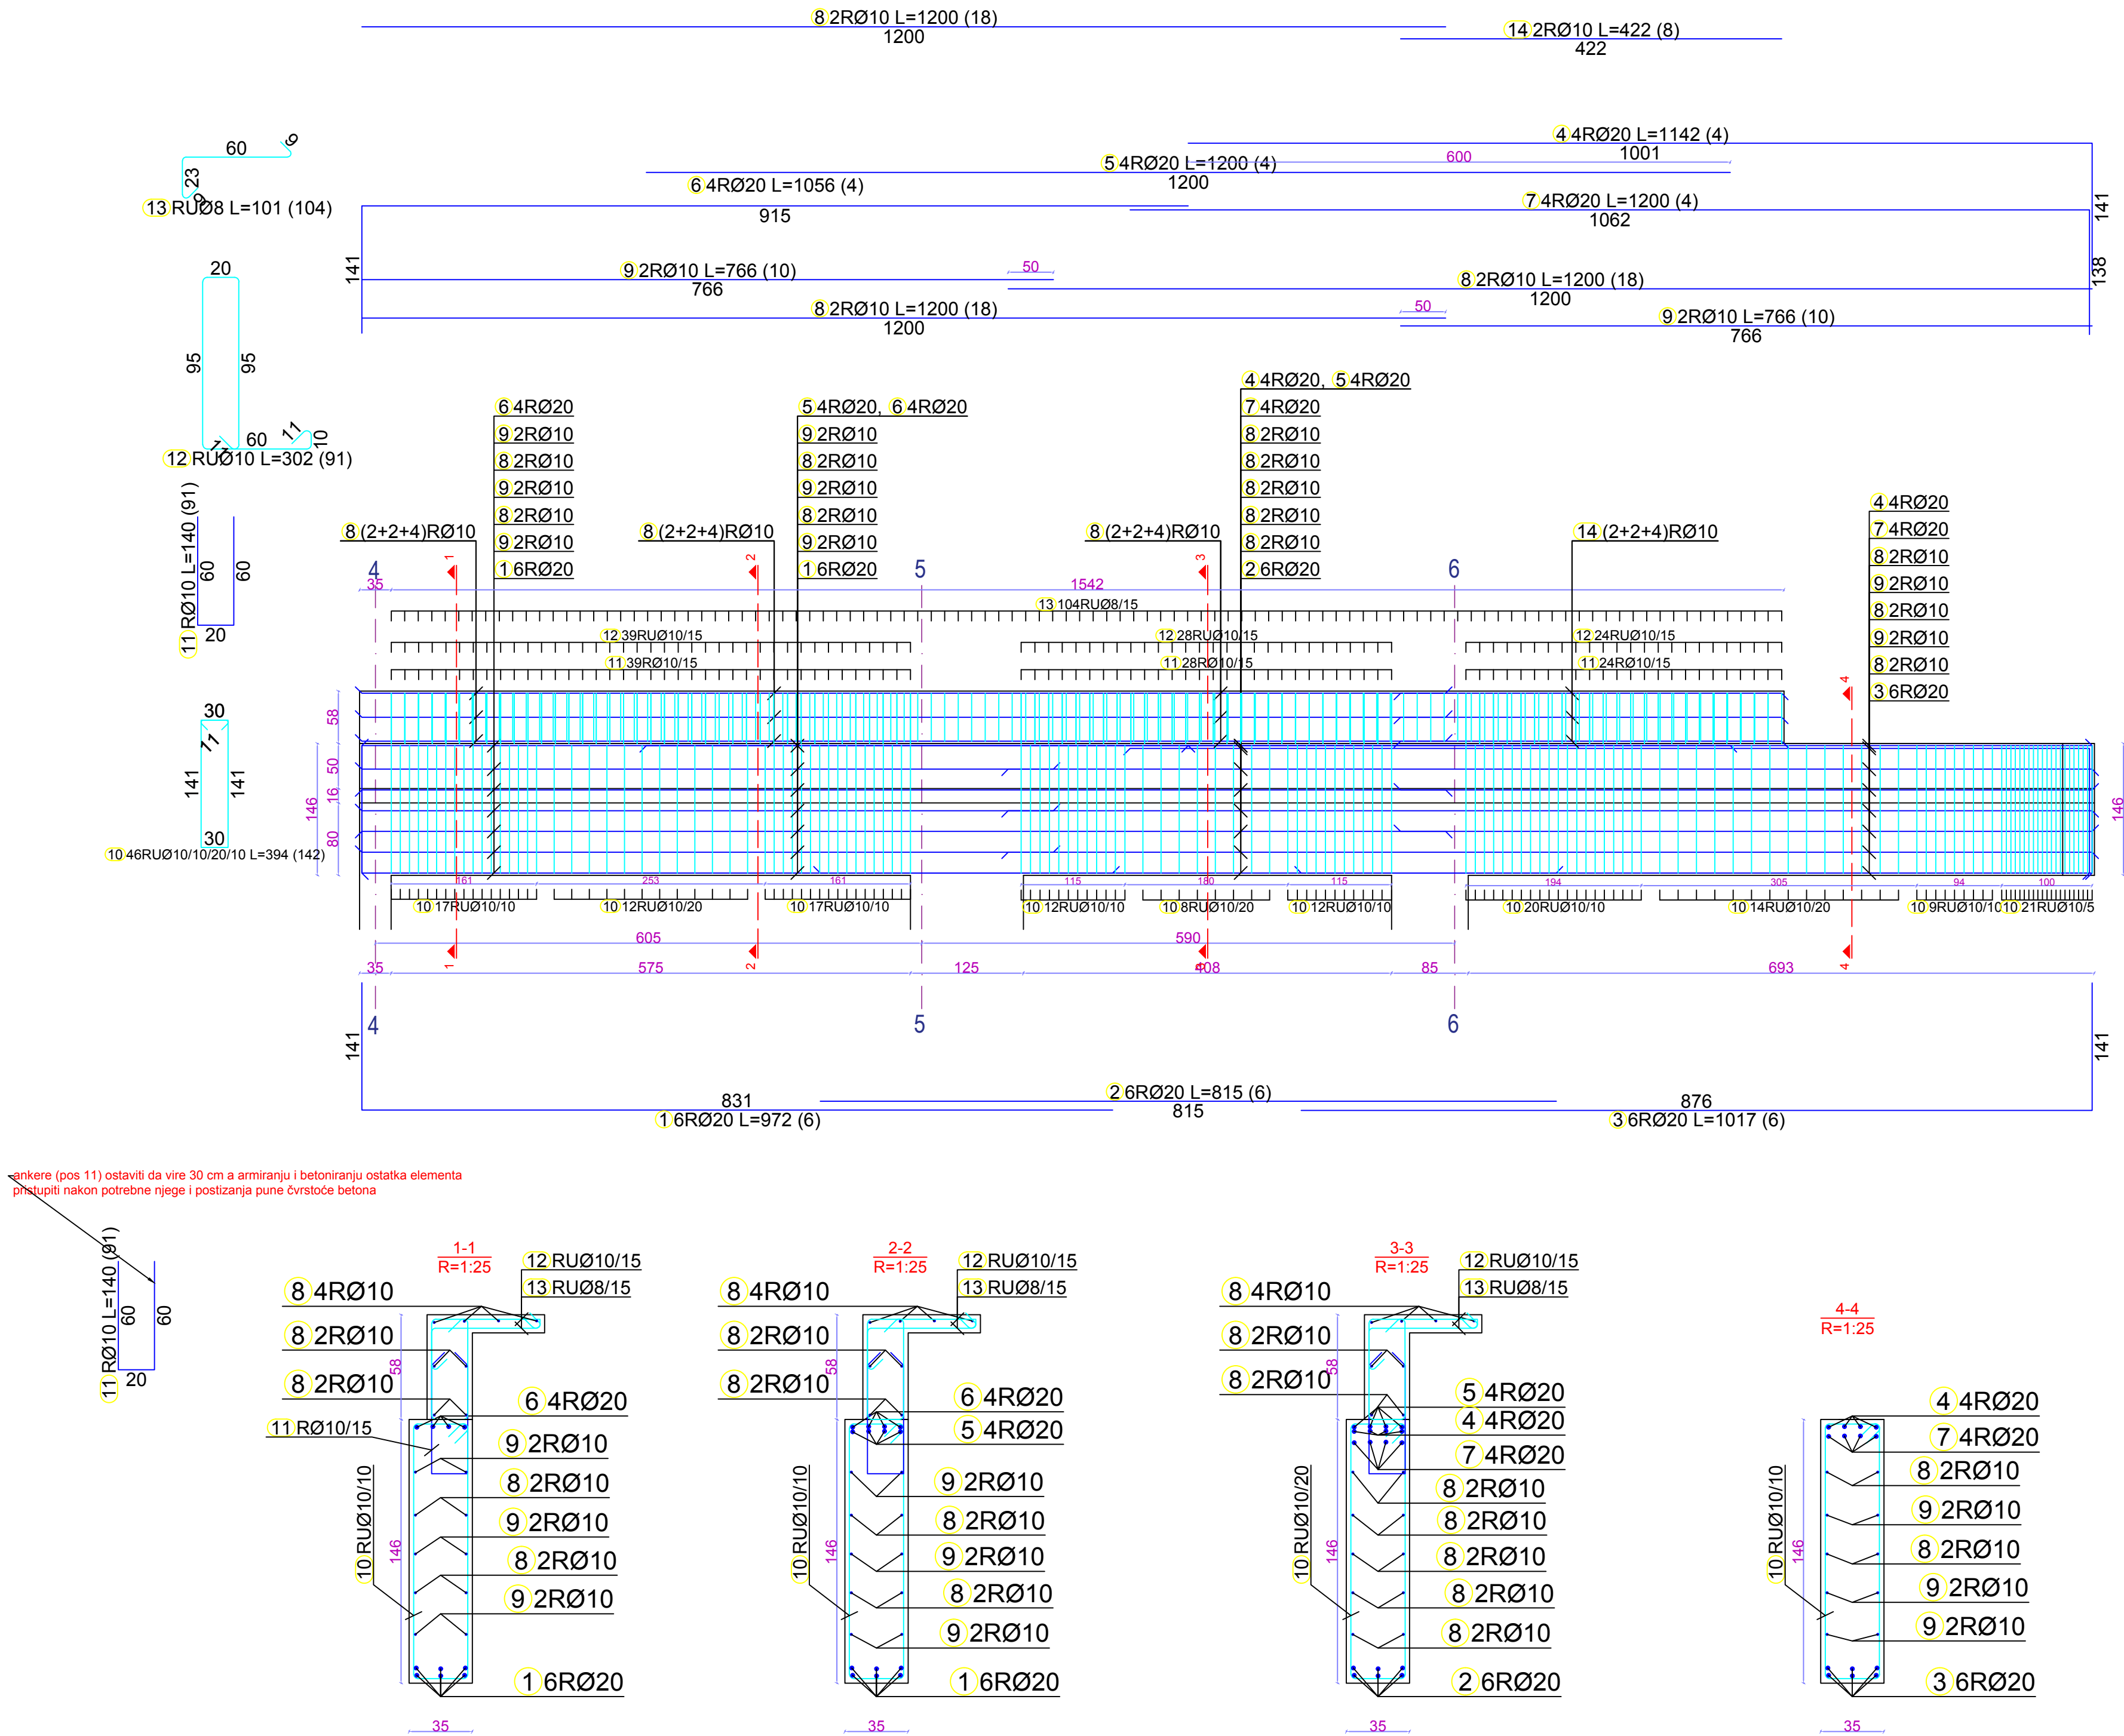 8 2RØ10 L=1200 (18)
1200
14 2RØ10 L=422 (8)
422
60
9
23
9
13 RUØ8 L=101 (104)
4 4RØ20 L=1142 (4)
1001
600
5 4RØ20 L=1200 (4)
1200
6 4RØ20 L=1056 (4)
915
7 4RØ20 L=1200 (4)
1062
141
141
138
9 2RØ10 L=766 (10)
766
50
8 2RØ10 L=1200 (18)
1200
8 2RØ10 L=1200 (18)
1200
50
9 2RØ10 L=766 (10)
766
20
95
95
60
11
10
11
12 RUØ10 L=302 (91)
11 RØ10 L=140 (91)
60
60
20
30
11
141
141
30
10 46RUØ10/10/20/10 L=394 (142)
6 4RØ20
9 2RØ10
8 2RØ10
9 2RØ10
8 2RØ10
9 2RØ10
1 6RØ20
5 4RØ20, 6 4RØ20
9 2RØ10
8 2RØ10
9 2RØ10
8 2RØ10
9 2RØ10
1 6RØ20
4 4RØ20, 5 4RØ20
7 4RØ20
8 2RØ10
8 2RØ10
8 2RØ10
8 2RØ10
8 2RØ10
2 6RØ20
4 4RØ20
7 4RØ20
8 2RØ10
9 2RØ10
8 2RØ10
9 2RØ10
8 2RØ10
3 6RØ20
8 (2+2+4)RØ10
8 (2+2+4)RØ10
8 (2+2+4)RØ10
14 (2+2+4)RØ10
4
1
2
5
3
6
4
35
1542
13 104RUØ8/15
12 39RUØ10/15
12 28RUØ10/15
12 24RUØ10/15
11 39RØ10/15
11 28RØ10/15
11 24RØ10/15
58
50
16
80
146
146
161
253
161
115
180
115
194
305
94
100
10 17RUØ10/10
10 12RUØ10/20
10 17RUØ10/10
10 12RUØ10/10
10 8RUØ10/20
10 12RUØ10/10
10 20RUØ10/10
10 14RUØ10/20
10 9RUØ10/10
10 21RUØ10/5
605
590
1
2
4
35
575
125
408
85
693
4
5
6
141
141
831
1 6RØ20 L=972 (6)
2 6RØ20 L=815 (6)
815
876
3 6RØ20 L=1017 (6)
ankere (pos 11) ostaviti da vire 30 cm a armiranju i betoniranju ostatka elementa
pristupiti nakon potrebne njege i postizanja pune čvrstoće betona
11 RØ10 L=140 (91)
60
60
20
1-1
R=1:25
12 RUØ10/15
13 RUØ8/15
8 4RØ10
8 2RØ10
8 2RØ10
58
6 4RØ20
11 RØ10/15
9 2RØ10
8 2RØ10
9 2RØ10
8 2RØ10
9 2RØ10
10 RUØ10/10
146
1 6RØ20
35
2-2
R=1:25
12 RUØ10/15
13 RUØ8/15
8 4RØ10
8 2RØ10
8 2RØ10
58
6 4RØ20
5 4RØ20
9 2RØ10
8 2RØ10
9 2RØ10
8 2RØ10
9 2RØ10
10 RUØ10/10
146
1 6RØ20
35
3-3
R=1:25
12 RUØ10/15
13 RUØ8/15
8 4RØ10
8 2RØ10
8 2RØ10
58
5 4RØ20
4 4RØ20
7 4RØ20
8 2RØ10
8 2RØ10
8 2RØ10
8 2RØ10
8 2RØ10
10 RUØ10/20
146
2 6RØ20
35
4-4
R=1:25
4 4RØ20
7 4RØ20
8 2RØ10
9 2RØ10
8 2RØ10
9 2RØ10
9 2RØ10
10 RUØ10/10
146
3 6RØ20
35